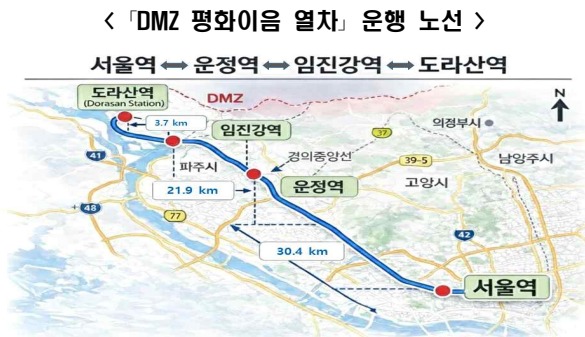 < 「DMZ 평화이음 열차」 운행 노선 >
서울역 ⟷ 운정역 ⟷ 임진강역 ⟷ 도라산역
도라산역
(Dorasan Station)
DMZ
N
3.7 km
임진강역
37
의정부시
41
파주시
경의중앙선
39-5
남양주시
21.9 km
운정역
고양시
48
77
42
30.4 km
서울역